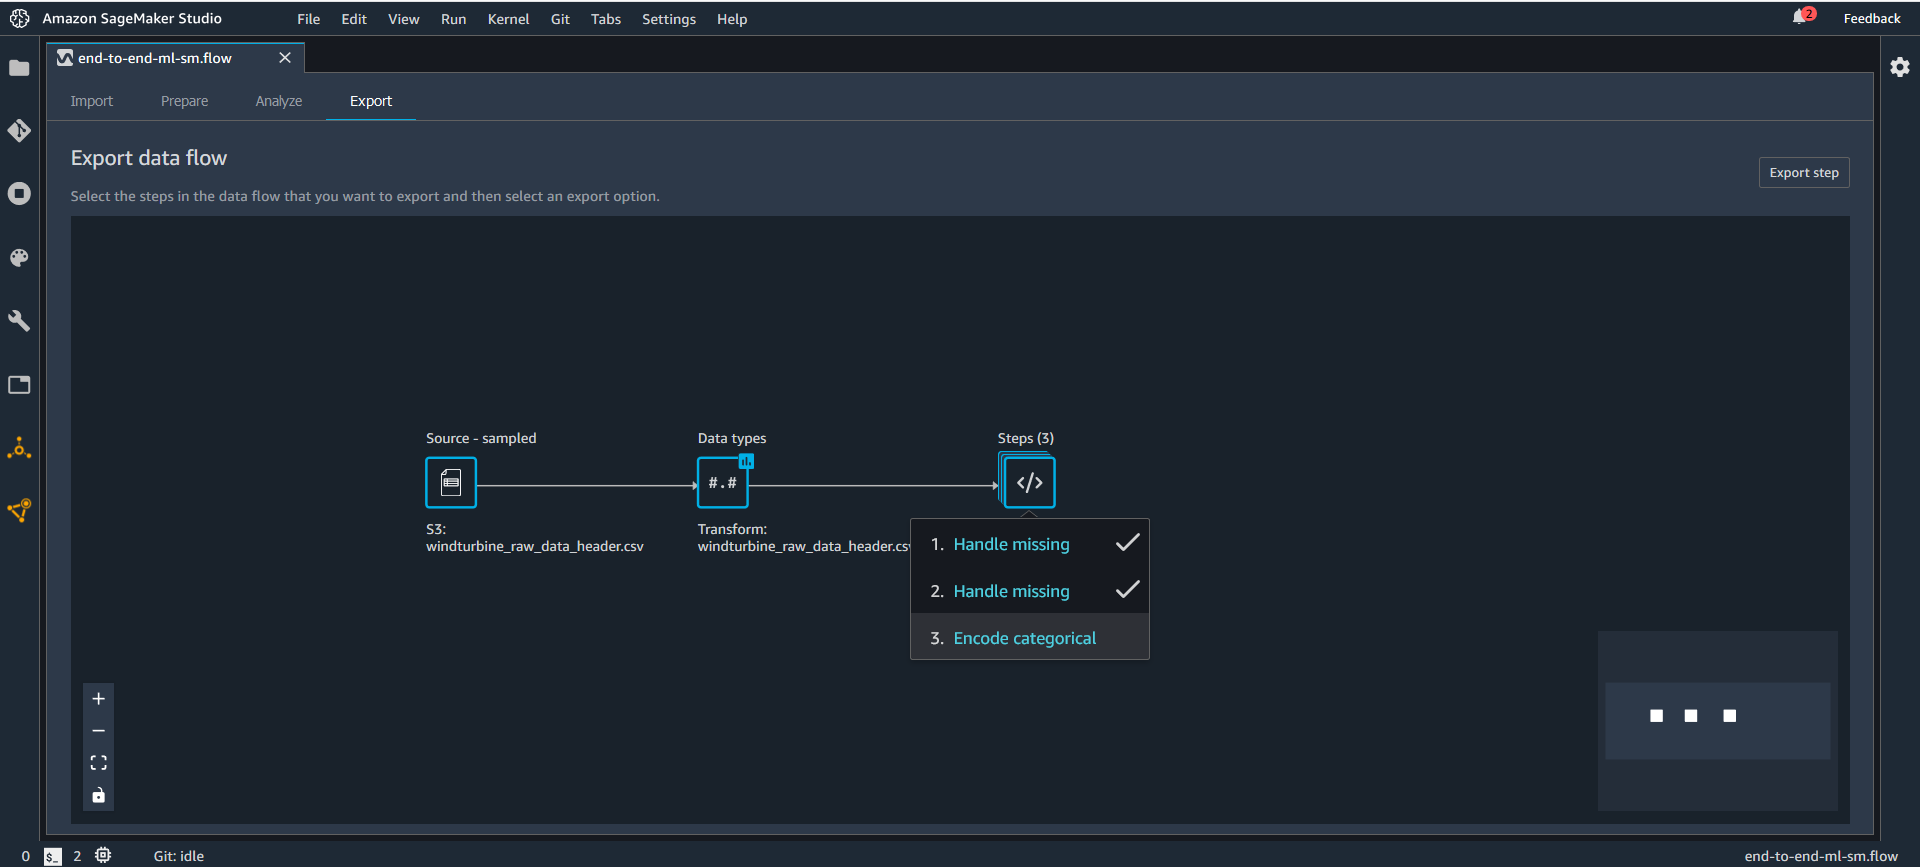 Amazon SageMaker Studio File Edit View Run Kernel Git Tabs Settings Help 2 Feedback
end-to-end-ml-sm.flow
Import Prepare Analyze Export
Export data flow
Export step
Select the steps in the data flow that you want to export and then select an export option.
Source - sampled Data types Steps (3)
#.# </>
S3: Transform:
windturbine_raw_data_header.csv windturbine_raw_data_header.csv
1. Handle missing
2. Handle missing
3. Encode categorical
0 $_ 2 Git: idle end-to-end-ml-sm.flow